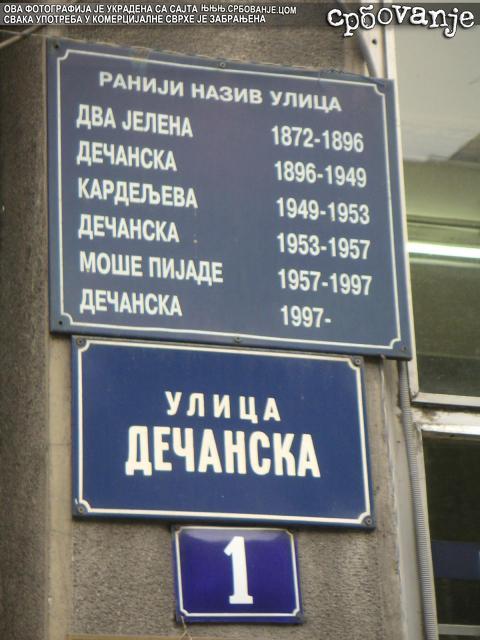 ОВА ФОТОГРАФИЈА ЈЕ УКРАДЕНА СА САЈТА ЊЊЊ.СРБОВАЊЕ.ЦОМ
СВАКА УПОТРЕБА У КОМЕРЦИЈАЛНЕ СВРХЕ ЈЕ ЗАБРАЊЕНА
србовање
РАНИЈИ НАЗИВ УЛИЦА
ДВА ЈЕЛЕНА 1872-1896
ДЕЧАНСКА 1896-1949
КАРДЕЉЕВА 1949-1953
ДЕЧАНСКА 1953-1957
МОШЕ ПИЈАДЕ 1957-1997
ДЕЧАНСКА 1997-
УЛИЦА
ДЕЧАНСКА
1